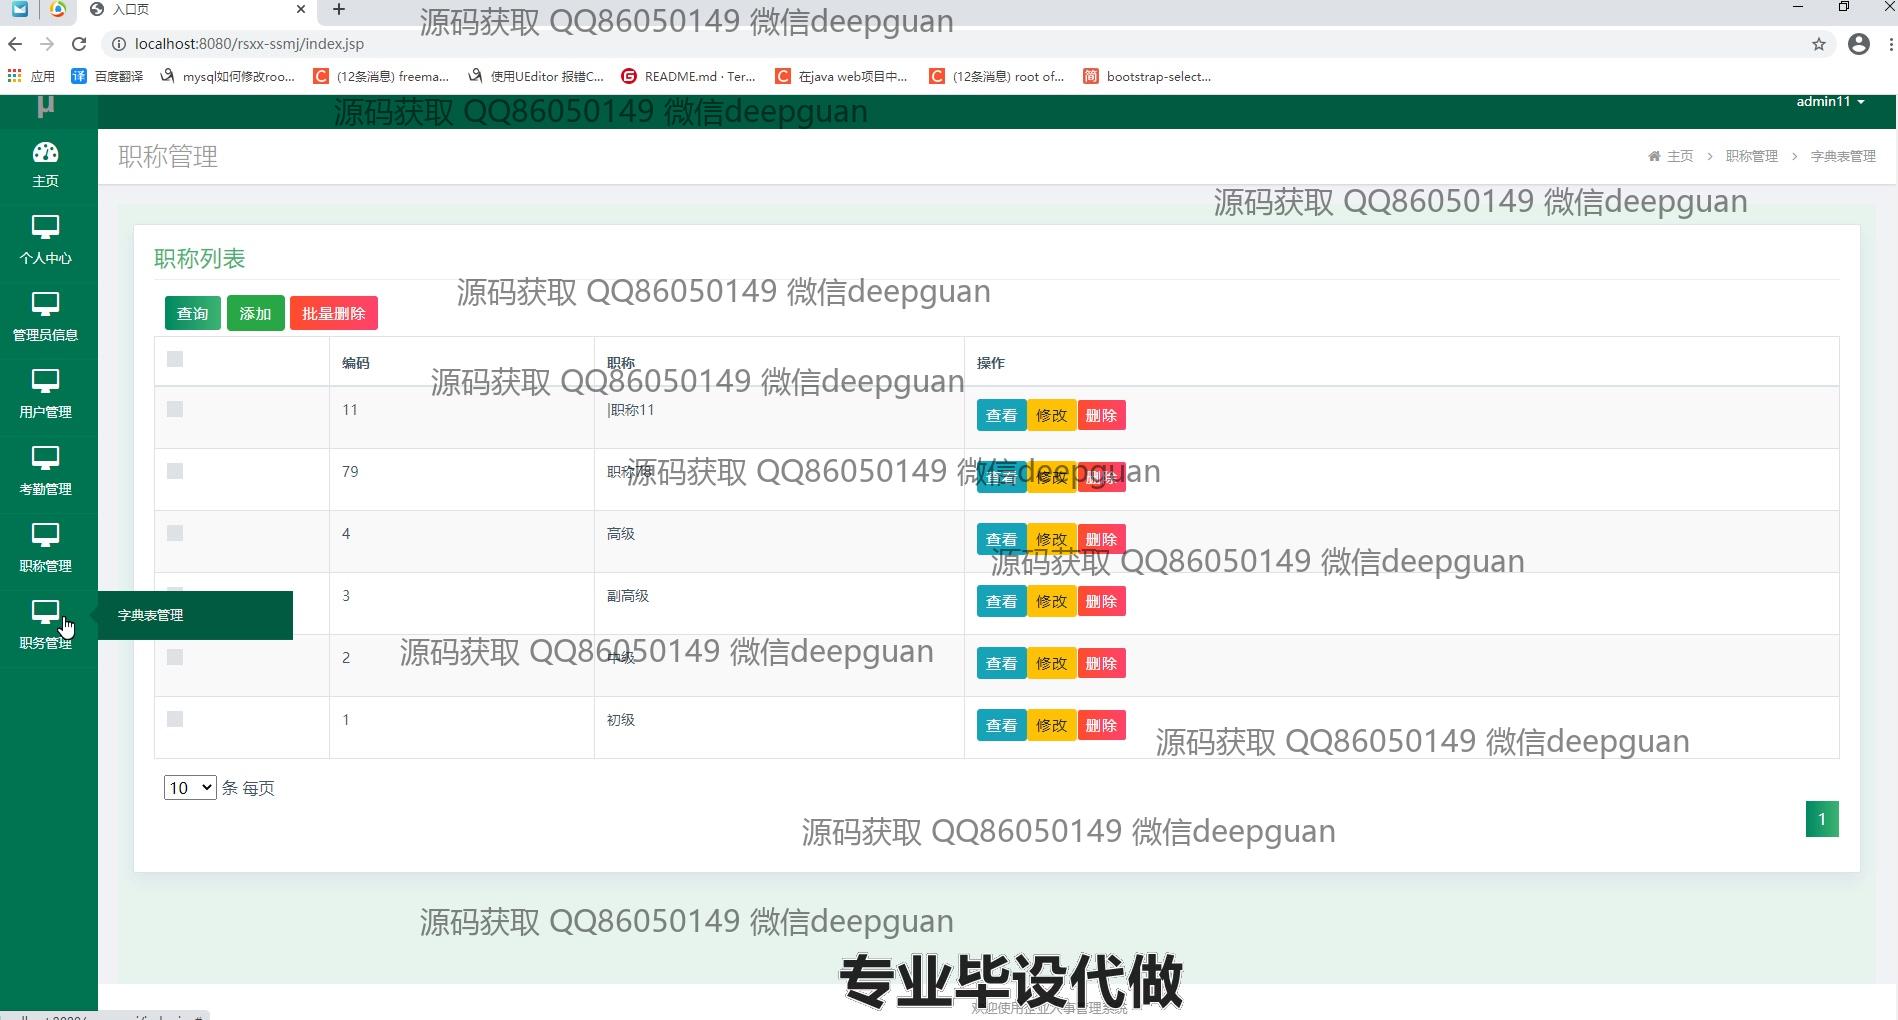 入口页
源码获取 QQ86050149 微信deepguan
localhost:8080/rsxx-ssmj/index.jsp
应用
百度翻译
mysql如何修改roo...
(12条消息) freema...
使用UEditor 报错C...
README.md · Ter...
在java web项目中...
(12条消息) root of...
bootstrap-select...
μ
源码获取 QQ86050149 微信deepguan
admin11
主页
个人中心
管理员信息
用户管理
考勤管理
职称管理
职务管理
字典表管理
职称管理
主页 > 职称管理 > 字典表管理
源码获取 QQ86050149 微信deepguan
职称列表
源码获取 QQ86050149 微信deepguan
查询 添加 批量删除
编码 职称 操作
源码获取 QQ86050149 微信deepguan
11 |职称11 查看 修改 删除
79 职称 查看 修改 删除
源码获取 QQ86050149 微信deepguan
4 高级 查看 修改 删除
源码获取 QQ86050149 微信deepguan
3 副高级 查看 修改 删除
2 中级 查看 修改 删除
源码获取 QQ86050149 微信deepguan
1 初级 查看 修改 删除
源码获取 QQ86050149 微信deepguan
10 条 每页
1
源码获取 QQ86050149 微信deepguan
源码获取 QQ86050149 微信deepguan
专业毕设代做
欢迎使用企业人事管理系统